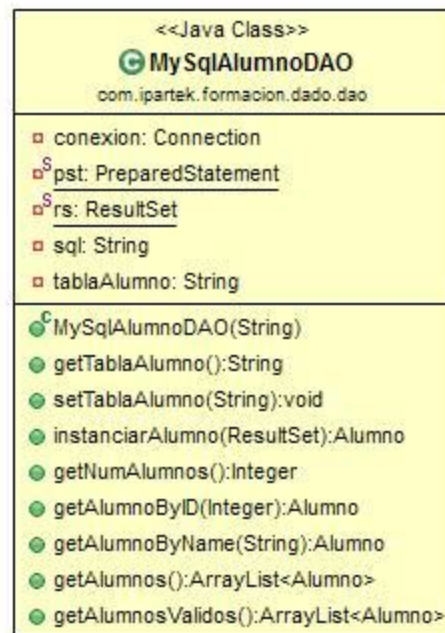 <<Java Class>>
C MySqlAlumnoDAO
com.ipartek.formacion.dado.dao
conexion: Connection
S pst: PreparedStatement
S rs: ResultSet
sql: String
tablaAlumno: String
C MySqlAlumnoDAO(String)
getTablaAlumno():String
setTablaAlumno(String):void
instanciarAlumno(ResultSet):Alumno
getNumAlumnos():Integer
getAlumnoByID(Integer):Alumno
getAlumnoByName(String):Alumno
getAlumnos():ArrayList<Alumno>
getAlumnosValidos():ArrayList<Alumno>